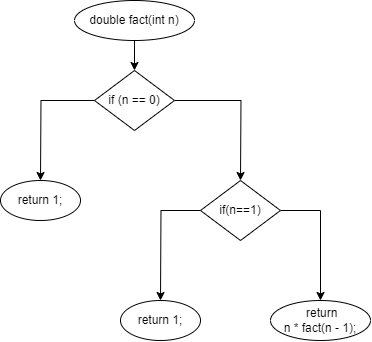 double fact(int n)
if (n == 0)
return 1;
if(n==1)
return 1;
return
n * fact(n - 1);